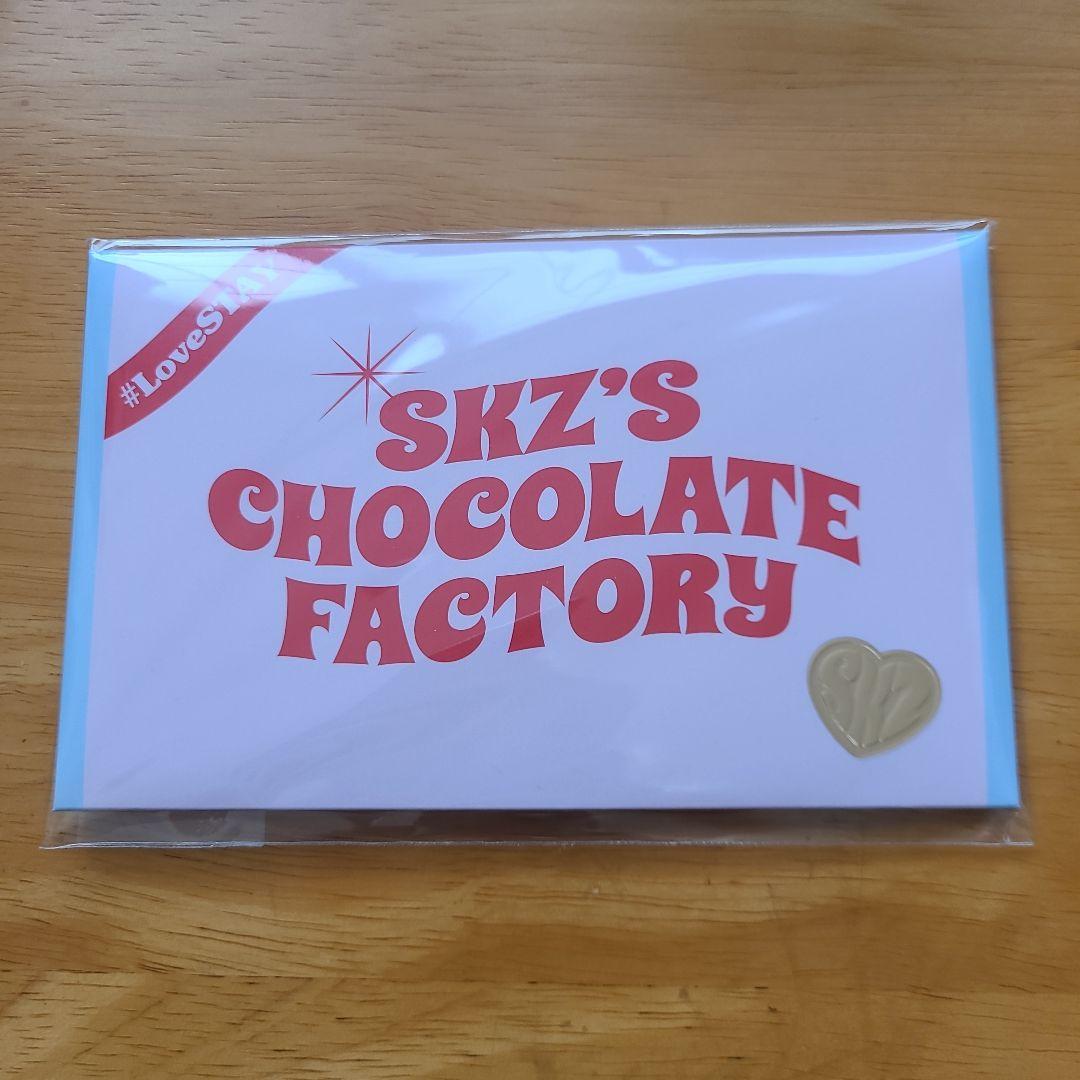 #LoveSTAY
SKZ'S
CHOCOLATE
FACTORY
SKZ